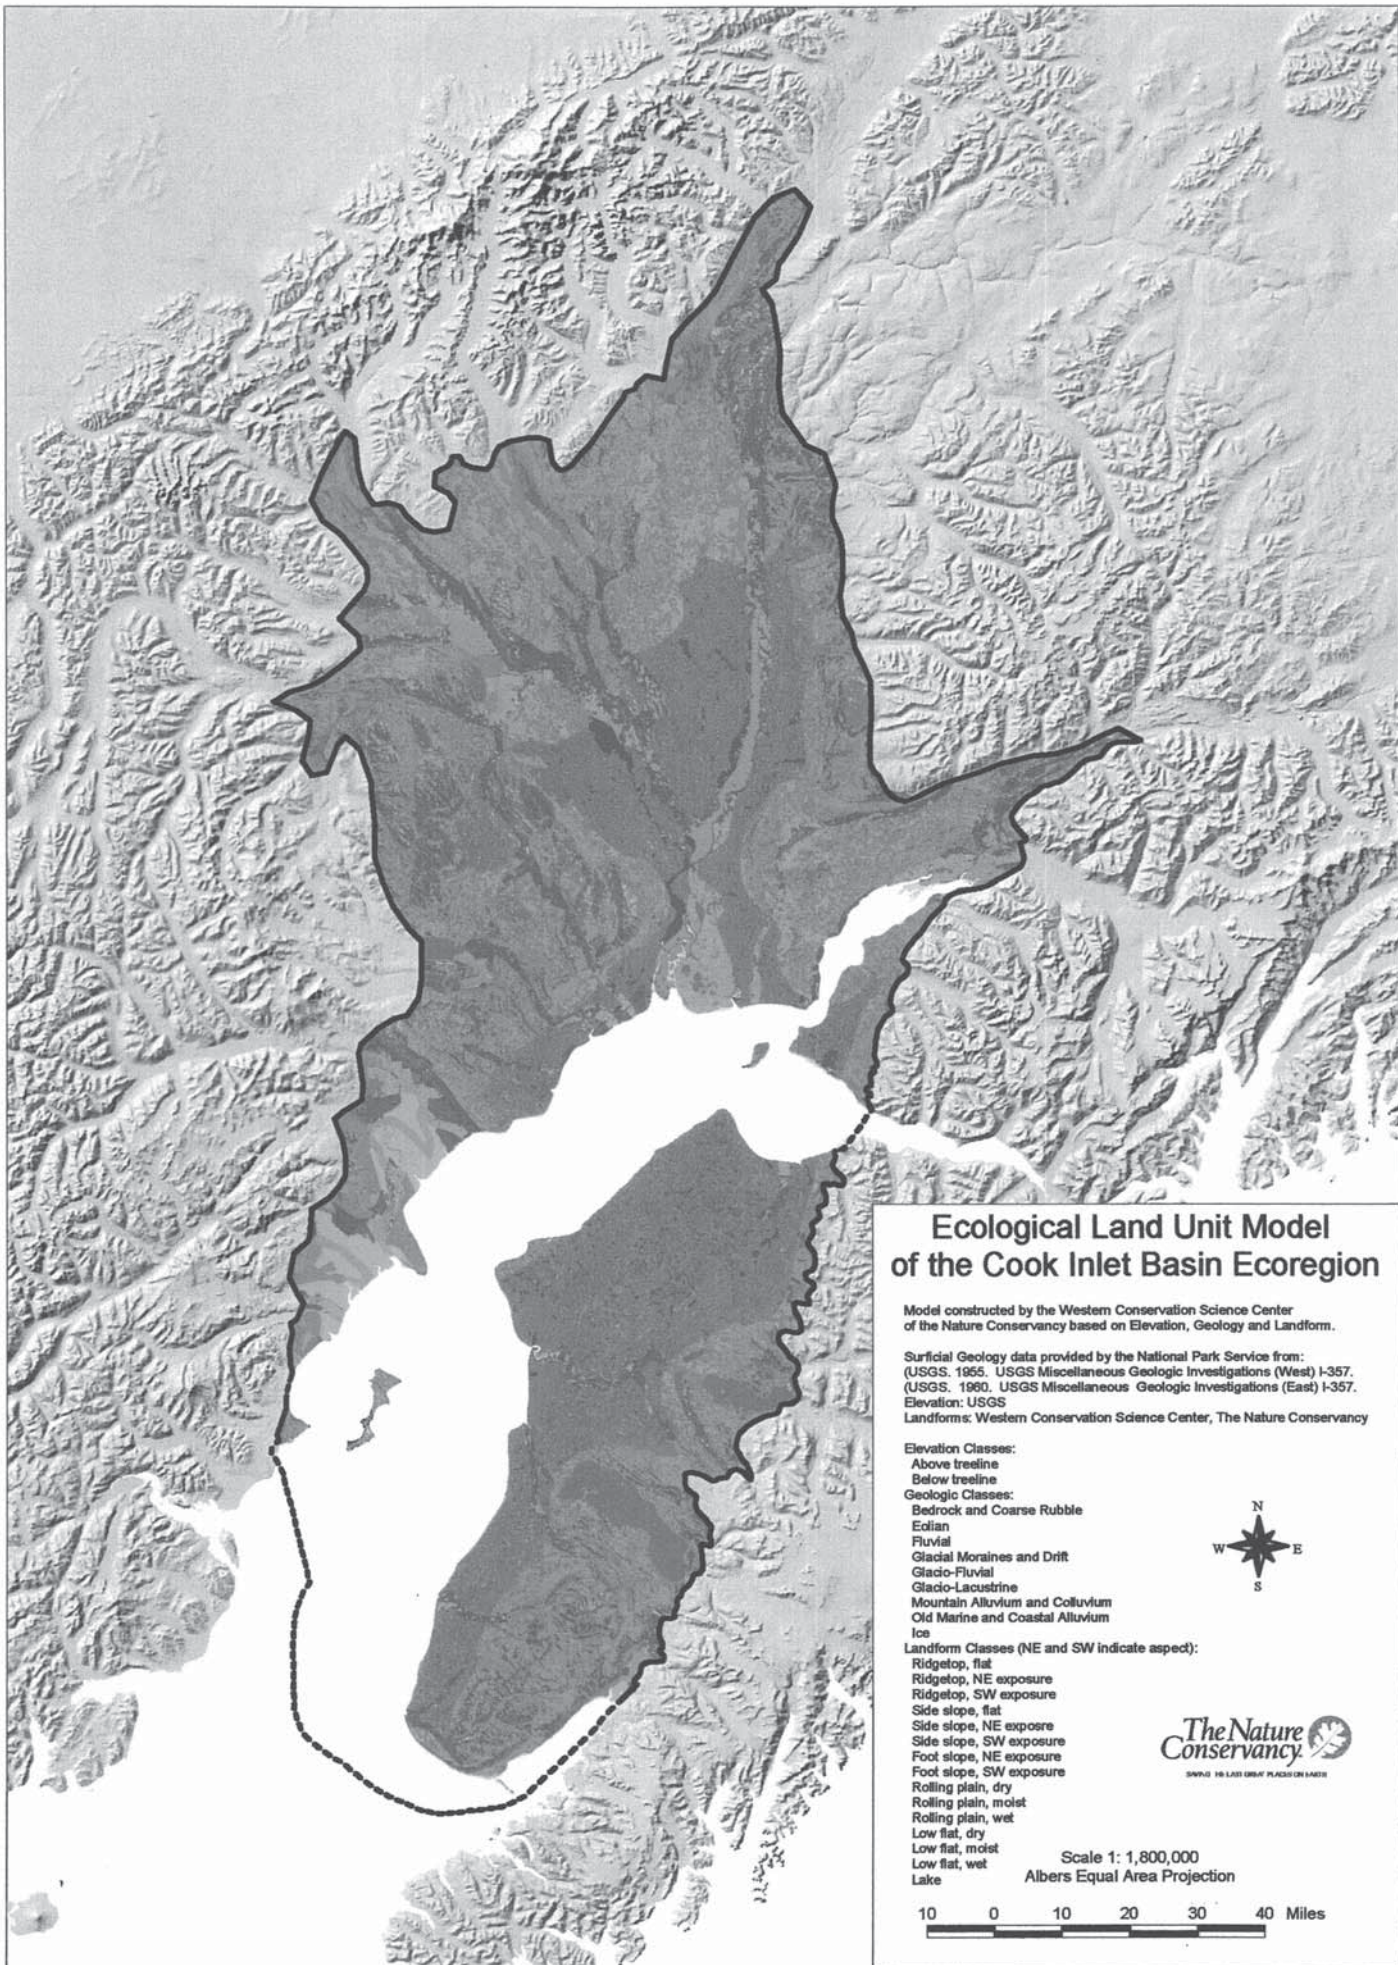 Ecological Land Unit Model
of the Cook Inlet Basin Ecoregion
Model constructed by the Western Conservation Science Center
of the Nature Conservancy based on Elevation, Geology and Landform.
Surficial Geology data provided by the National Park Service from:
(USGS. 1955. USGS Miscellaneous Geologic Investigations (West) I-357.
(USGS. 1960. USGS Miscellaneous Geologic Investigations (East) I-357.
Elevation: USGS
Landforms: Western Conservation Science Center, The Nature Conservancy
Elevation Classes:
Above treeline
Below treeline
Geologic Classes:
Bedrock and Coarse Rubble
Eolian
Fluvial
Glacial Moraines and Drift
Glacio-Fluvial
Glacio-Lacustrine
Mountain Alluvium and Colluvium
Old Marine and Coastal Alluvium
Ice
Landform Classes (NE and SW indicate aspect):
Ridgetop, flat
Ridgetop, NE exposure
Ridgetop, SW exposure
Side slope, flat
Side slope, NE exposre
Side slope, SW exposure
Foot slope, NE exposure
Foot slope, SW exposure
Rolling plain, dry
Rolling plain, moist
Rolling plain, wet
Low flat, dry
Low flat, moist
Low flat, wet
Lake
N
W E
S
The Nature
Conservancy.
SAVING THE LAST GREAT PLACES ON EARTH
Scale 1: 1,800,000
Albers Equal Area Projection
10 0 10 20 30 40 Miles